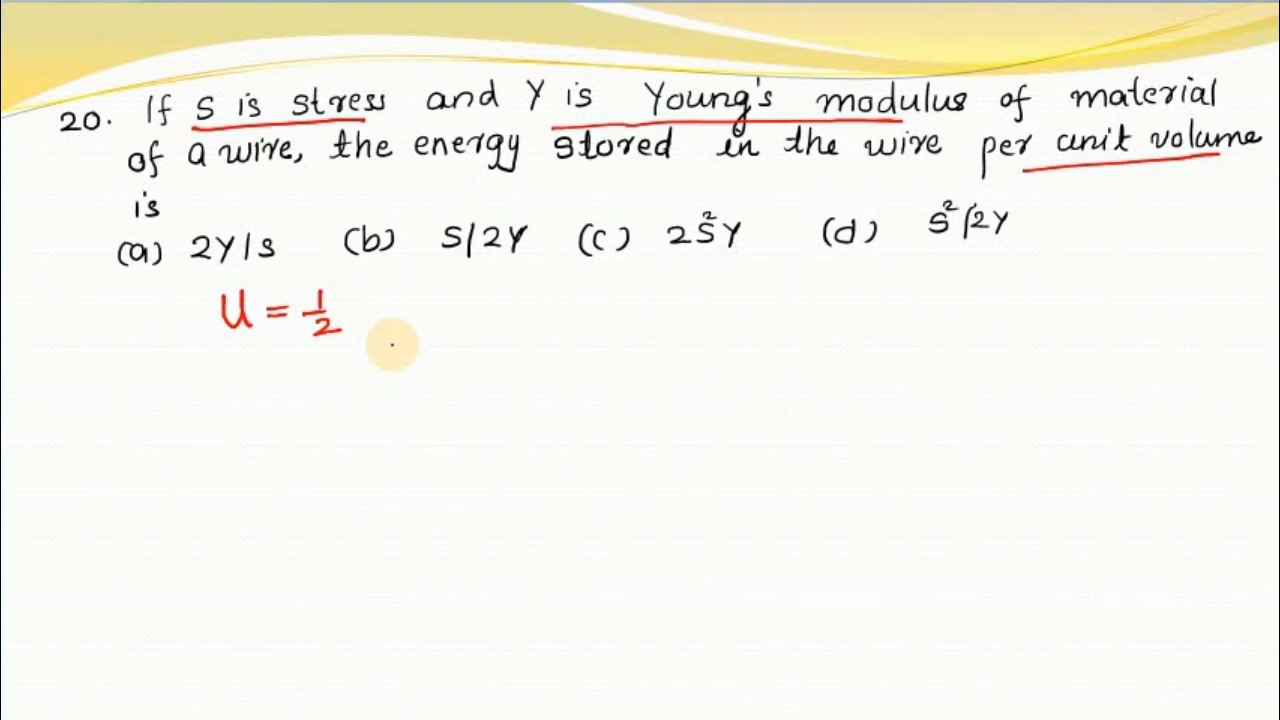 20. If S is stress and Y is Young's modulus of material
of a wire, the energy stored in the wire per unit volume
is
(a) 2Y/s (b) S/2Y (c) 2S²Y (d) S²/2Y
U = 1/2